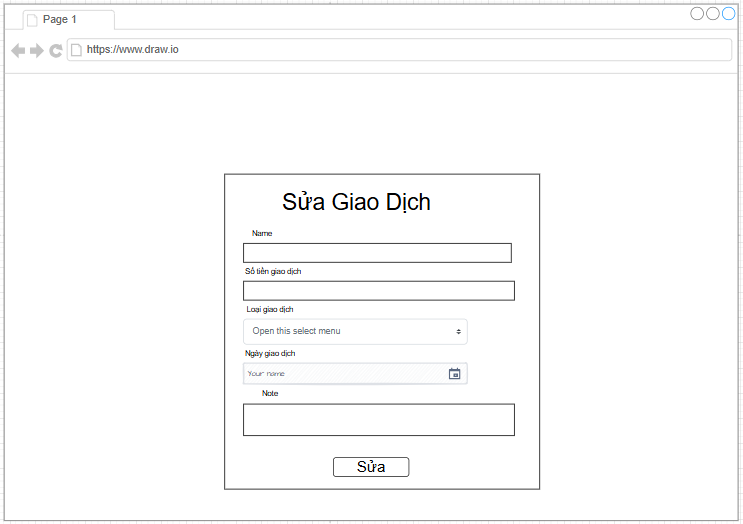 Page 1
https://www.draw.io
Sửa Giao Dịch
Name
Số tiền giao dịch
Loại giao dịch
Open this select menu
Ngày giao dịch
Your name
Note
Sửa